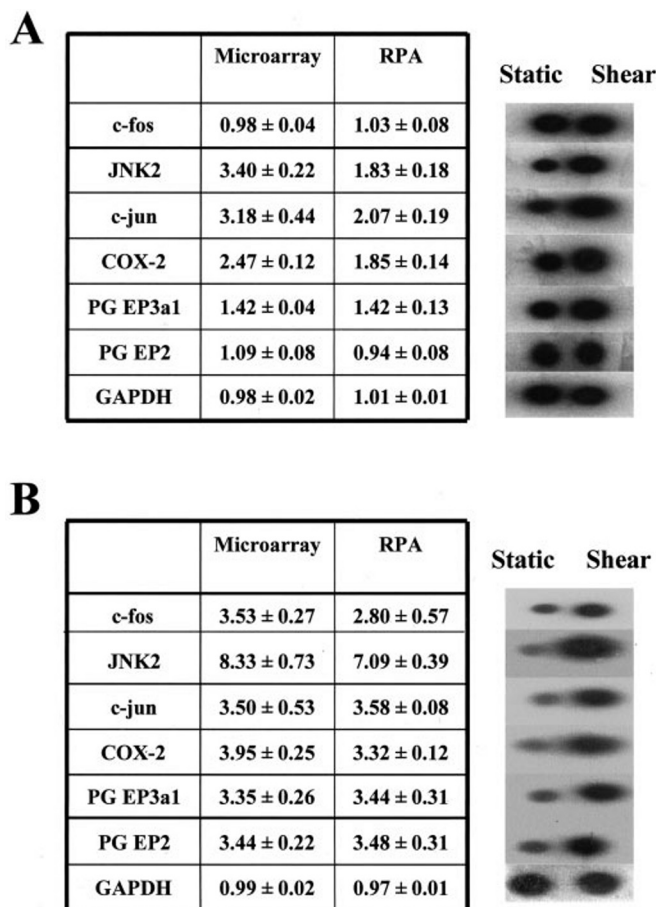 A
Microarray RPA
Static Shear
c-fos 0.98 ± 0.04 1.03 ± 0.08
JNK2 3.40 ± 0.22 1.83 ± 0.18
c-jun 3.18 ± 0.44 2.07 ± 0.19
COX-2 2.47 ± 0.12 1.85 ± 0.14
PG EP3a1 1.42 ± 0.04 1.42 ± 0.13
PG EP2 1.09 ± 0.08 0.94 ± 0.08
GAPDH 0.98 ± 0.02 1.01 ± 0.01
B
Microarray RPA
Static Shear
c-fos 3.53 ± 0.27 2.80 ± 0.57
JNK2 8.33 ± 0.73 7.09 ± 0.39
c-jun 3.50 ± 0.53 3.58 ± 0.08
COX-2 3.95 ± 0.25 3.32 ± 0.12
PG EP3a1 3.35 ± 0.26 3.44 ± 0.31
PG EP2 3.44 ± 0.22 3.48 ± 0.31
GAPDH 0.99 ± 0.02 0.97 ± 0.01